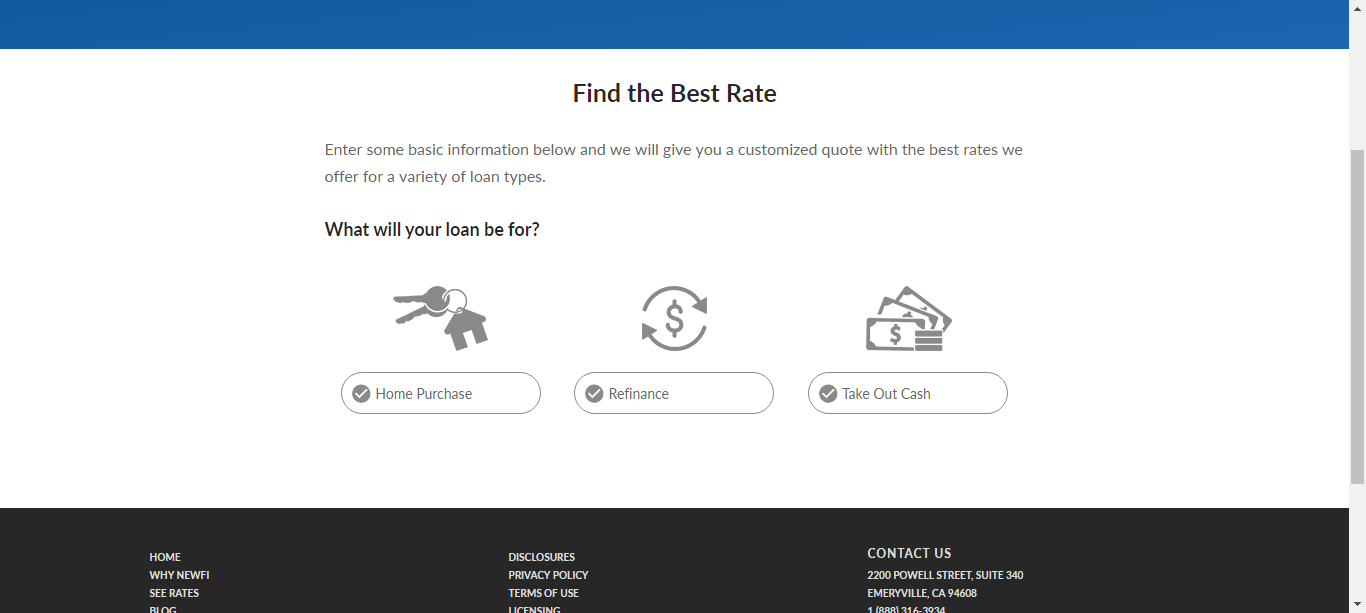 Find the Best Rate
Enter some basic information below and we will give you a customized quote with the best rates we
offer for a variety of loan types.
What will your loan be for?
$
$
Home Purchase
Refinance
Take Out Cash
HOME
WHY NEWFI
SEE RATES
BLOG
DISCLOSURES
PRIVACY POLICY
TERMS OF USE
LICENSING
CONTACT US
2200 POWELL STREET, SUITE 340
EMERYVILLE, CA 94608
1 (888) 316-3934